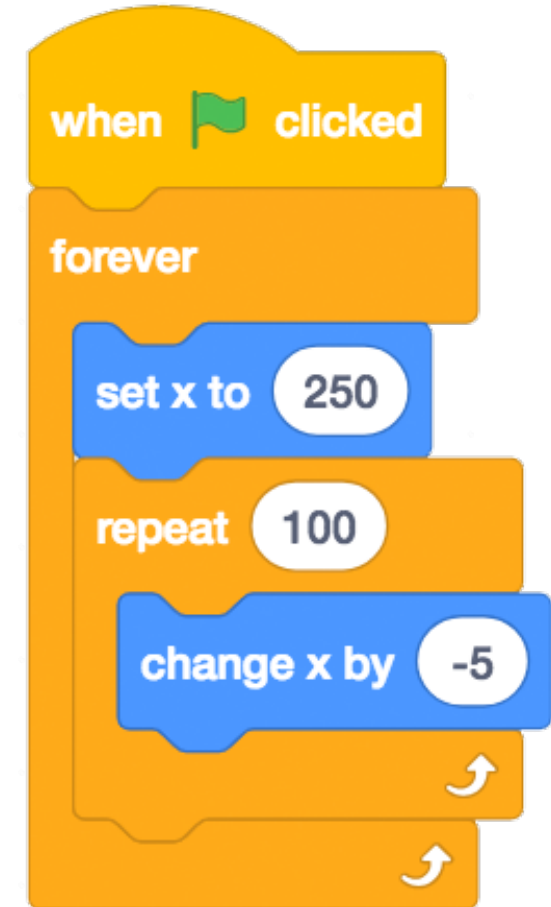 when clicked
forever
set x to 250
repeat 100
change x by -5